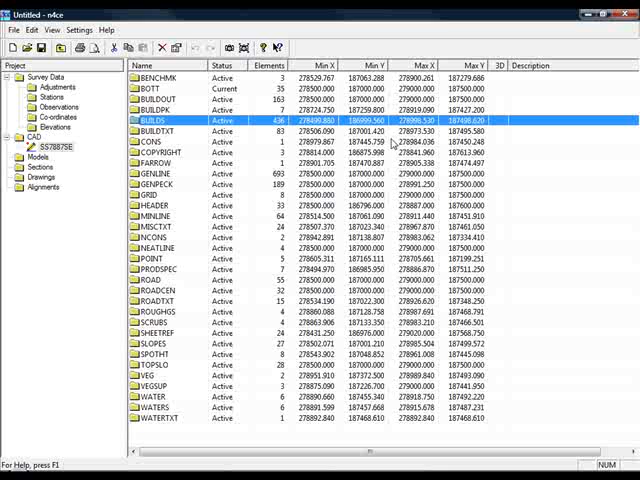 Untitled - n4ce
File Edit View Settings Help
Project
Survey Data
Adjustments
Stations
Observations
Co-ordinates
Elevations
CAD
SS7887SE
Models
Sections
Drawings
Alignments
Name Status Elements Min X Min Y Max X Max Y 3D Description
BENCHMK Active 3 278529.767 187063.288 278900.261 187279.686
BOTT Current 35 278500.000 187000.000 279000.000 187500.000
BUILDOUT Active 163 278500.000 187000.000 279000.000 187500.000
BUILDPK Active 7 278724.750 187259.800 278919.090 187427.200
BUILDS Active 436 278499.880 186999.560 278998.530 187498.620
BUILDTXT Active 83 278506.090 187001.420 278973.530 187495.580
CONS Active 1 278979.867 187445.759 278984.036 187450.248
COPYRIGHT Active 3 278814.000 186875.998 278841.960 187613.960
FARROW Active 1 278901.705 187470.887 278905.338 187474.497
GENLINE Active 693 278500.000 187000.000 279000.000 187500.000
GENPECK Active 189 278500.000 187000.000 278991.250 187500.000
GRID Active 8 278500.000 187000.000 279000.000 187500.000
HEADER Active 33 278500.000 186796.000 278887.000 187600.000
MINLINE Active 64 278514.500 187061.090 278911.440 187451.910
MISCTXT Active 24 278507.370 187023.340 278967.870 187461.050
NCONS Active 2 278942.891 187138.807 278983.062 187334.410
NEATLINE Active 4 278500.000 187000.000 279000.000 187500.000
POINT Active 5 278605.311 187165.111 278705.661 187199.251
PRODSPEC Active 7 278494.970 186985.950 278886.870 187511.250
ROAD Active 55 278500.000 187000.000 279000.000 187500.000
ROADCEN Active 32 278500.000 187000.000 279000.000 187500.000
ROADTXT Active 15 278534.190 187022.300 278926.620 187348.250
ROUGHGS Active 4 278860.088 187258.758 278987.691 187468.791
SCRUBS Active 4 278863.906 187133.350 278983.210 187466.501
SHEETREF Active 24 278431.250 186976.000 279020.000 187568.750
SLOPES Active 27 278502.071 187001.210 278985.504 187499.572
SPOTHT Active 8 278543.902 187048.852 278961.008 187445.098
TOPSLO Active 28 278500.000 187000.000 279000.000 187500.000
VEG Active 2 278951.910 187372.500 278989.840 187493.090
VEGSUP Active 3 278875.090 187226.700 279000.000 187441.950
WATER Active 6 278890.660 187455.340 278918.750 187492.220
WATERS Active 6 278891.599 187457.668 278915.678 187487.231
WATERTXT Active 1 278892.840 187468.610 278892.840 187468.610
For Help, press F1
NUM